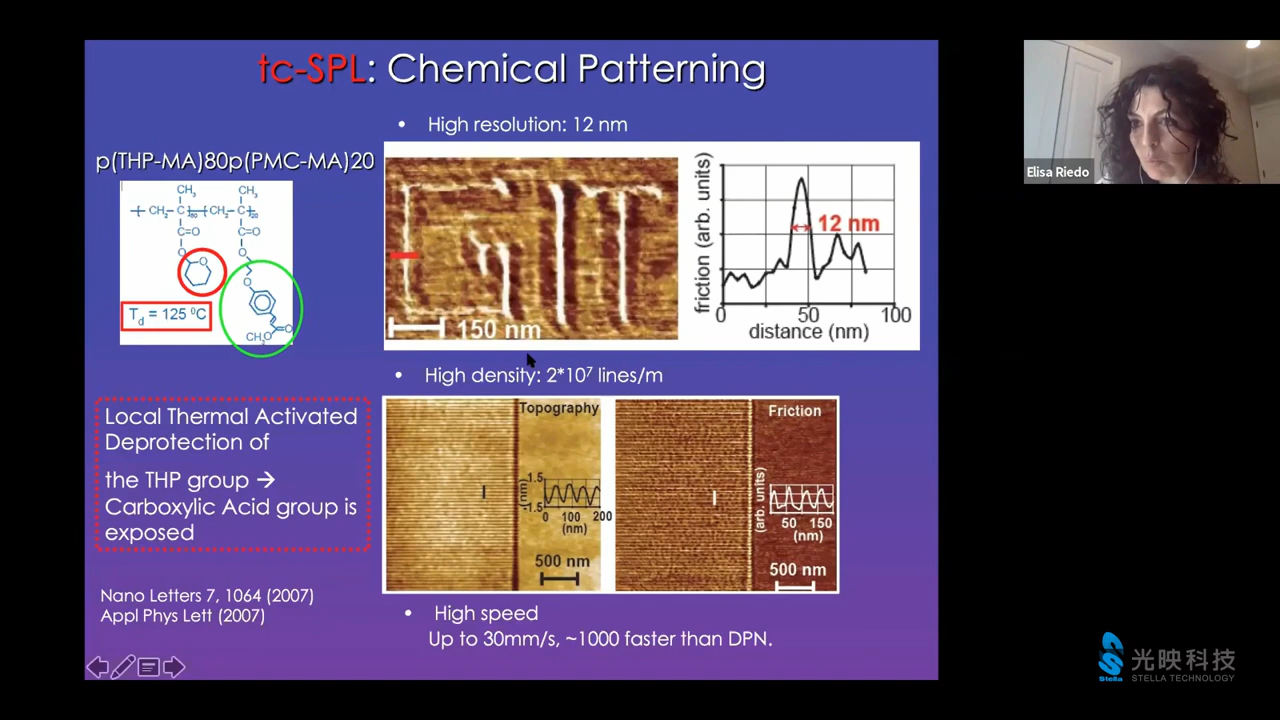 tc-SPL: Chemical Patterning
• High resolution: 12 nm
p(THP-MA)80p(PMC-MA)20
CH₃ CH₃
CH₂ C CH₂ C
80 20
C=O C=O
O O
O
O
T_d = 125 ⁰C
O
CH₃O
150 nm
friction (arb. units)
12 nm
0 50 100
distance (nm)
• High density: 2*10⁷ lines/m
Topography
1.5
(nm)
-1.5
0 100 200
(nm)
500 nm
Friction
(arb. units)
50 150
(nm)
500 nm
Local Thermal Activated
Deprotection of
the THP group →
Carboxylic Acid group is
exposed
Nano Letters 7, 1064 (2007)
Appl Phys Lett (2007)
• High speed
Up to 30mm/s, ~1000 faster than DPN.
Elisa Riedo
光映科技
STELLA TECHNOLOGY
Stella